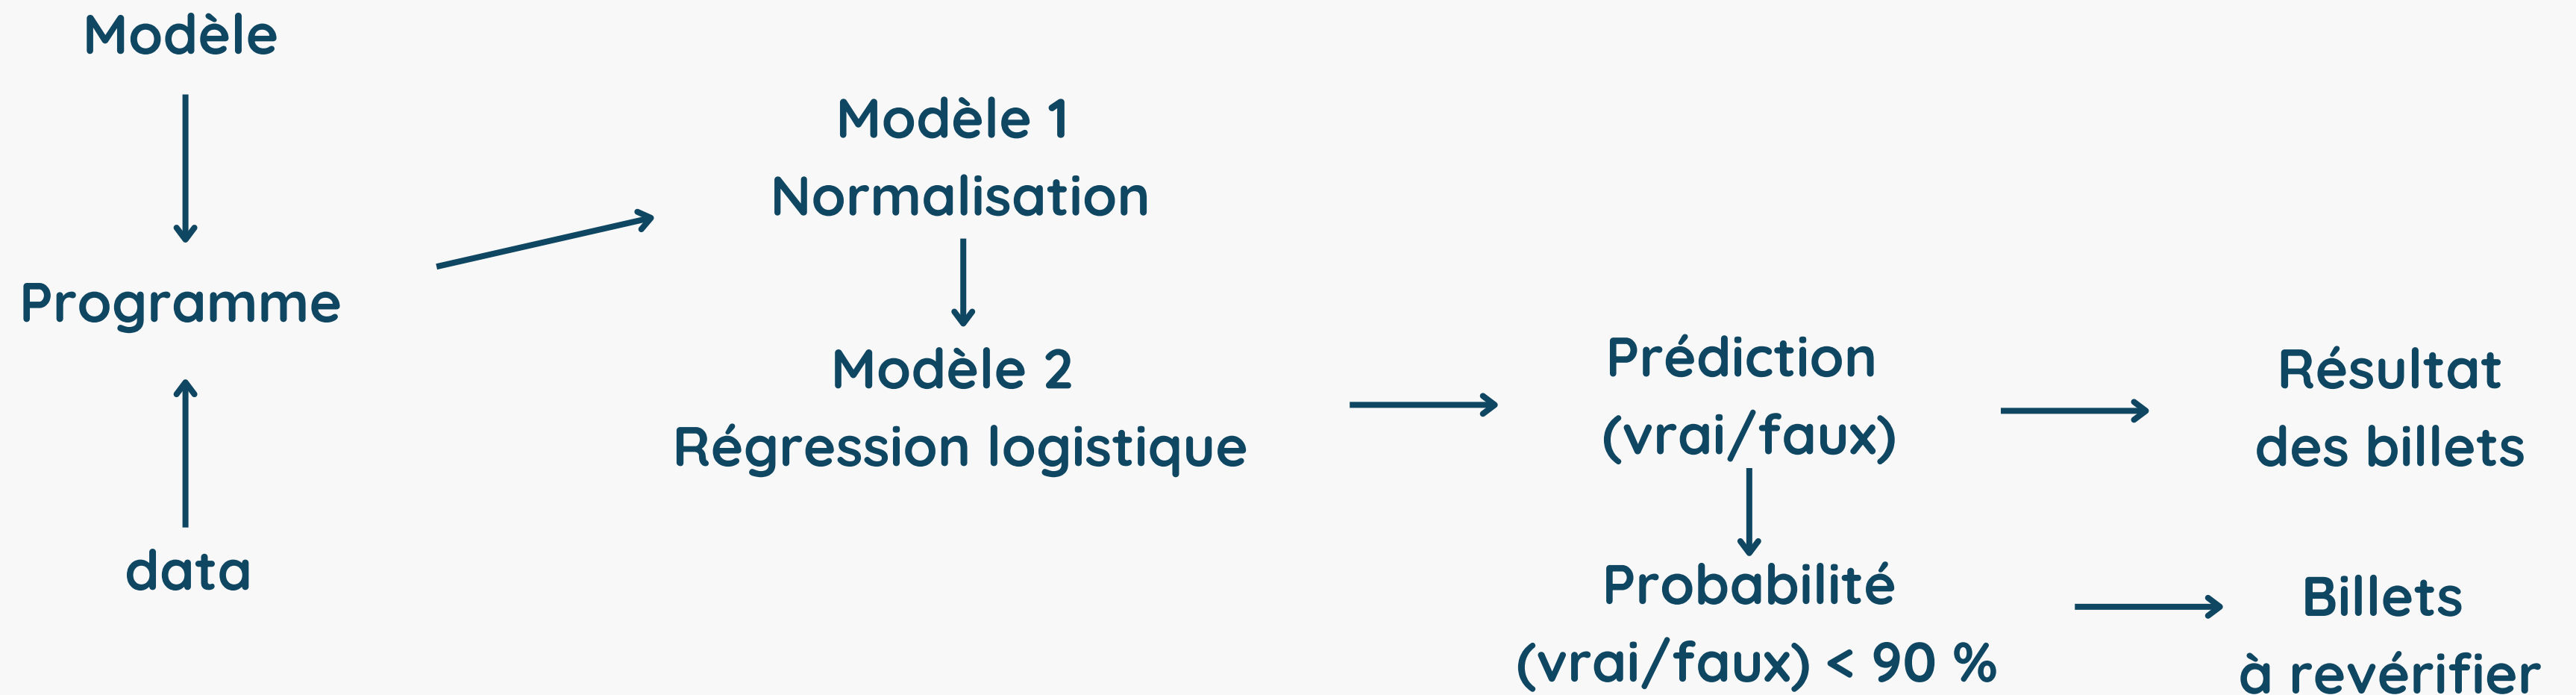 Modèle
Programme
data
Modèle 1
Normalisation
Modèle 2
Régression logistique
Prédiction
(vrai/faux)
Probabilité
(vrai/faux) < 90 %
Résultat
des billets
Billets
à revérifier